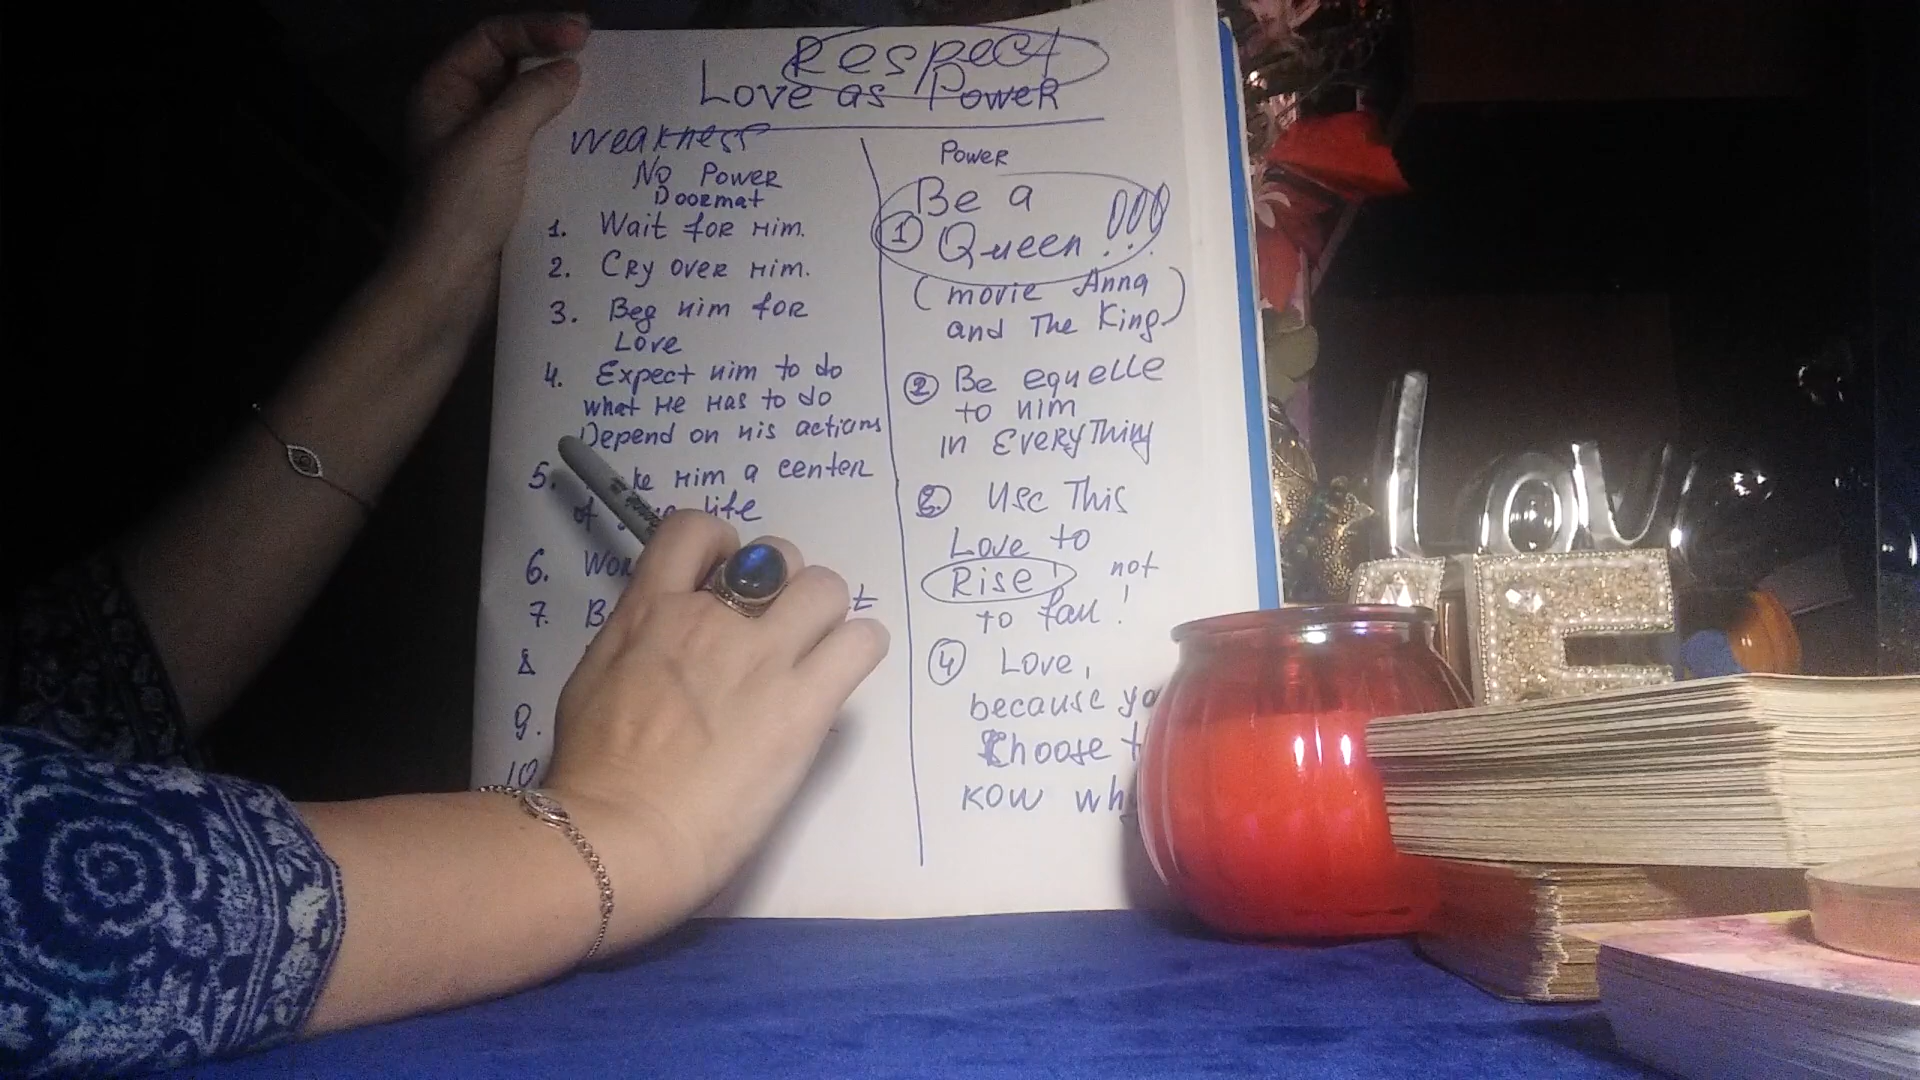 Respect
Love as Power
Weakness
No Power
Doormat
1. Wait for Him.
2. Cry over Him.
3. Beg him for
Love
4. Expect him to do
what He Has to do
Depend on his actions
5. Him a center
of life
6.
7.
8
9.
10
Power
Be a
1 Queen!!!
(movie Anna
and The King)
2 Be equelle
to him
in EveryThing
3. Use This
Love to
Rise! not
to fall!
4 Love,
because
Choose
kow
LOVE